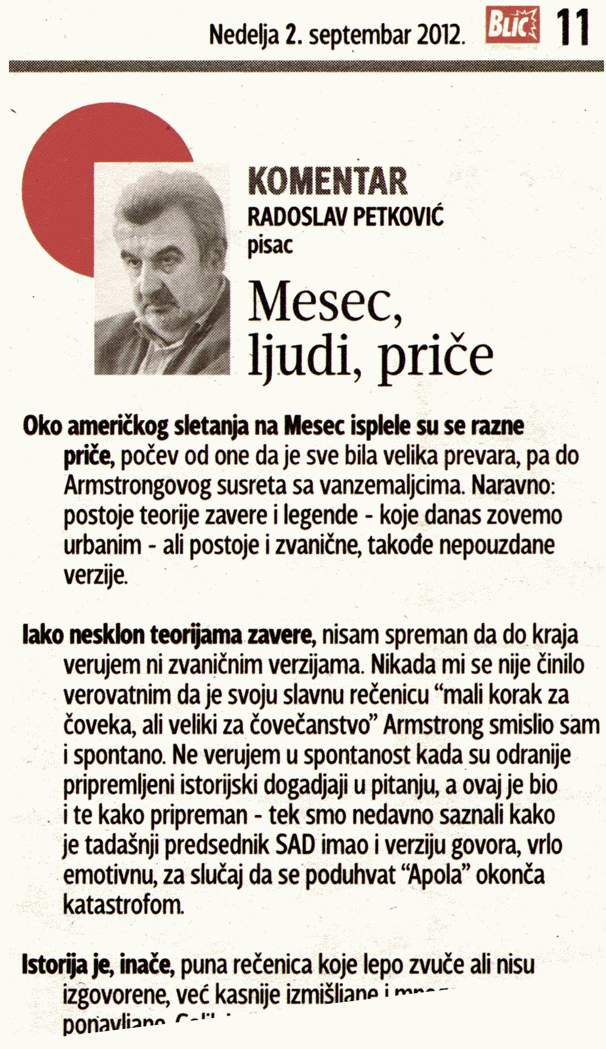 Nedelja 2. septembar 2012. BLIC 11
KOMENTAR
RADOSLAV PETKOVIĆ
pisac
Mesec,
ljudi, priče
Oko američkog sletanja na Mesec isplele su se razne
priče, počev od one da je sve bila velika prevara, pa do
Armstrongovog susreta sa vanzemaljcima. Naravno:
postoje teorije zavere i legende - koje danas zovemo
urbanim - ali postoje i zvanične, takođe nepouzdane
verzije.
Iako nesklon teorijama zavere, nisam spreman da do kraja
verujem ni zvaničnim verzijama. Nikada mi se nije činilo
verovatnim da je svoju slavnu rečenicu “mali korak za
čoveka, ali veliki za čovečanstvo” Armstrong smislio sam
i spontano. Ne verujem u spontanost kada su odranije
pripremljeni istorijski dogadjaji u pitanju, a ovaj je bio
i te kako pripreman - tek smo nedavno saznali kako
je tadašnji predsednik SAD imao i verziju govora, vrlo
emotivnu, za slučaj da se poduhvat “Apola” okonča
katastrofom.
Istorija je, inače, puna rečenica koje lepo zvuče ali nisu
izgovorene, već kasnije izmišljane i
ponavljane.